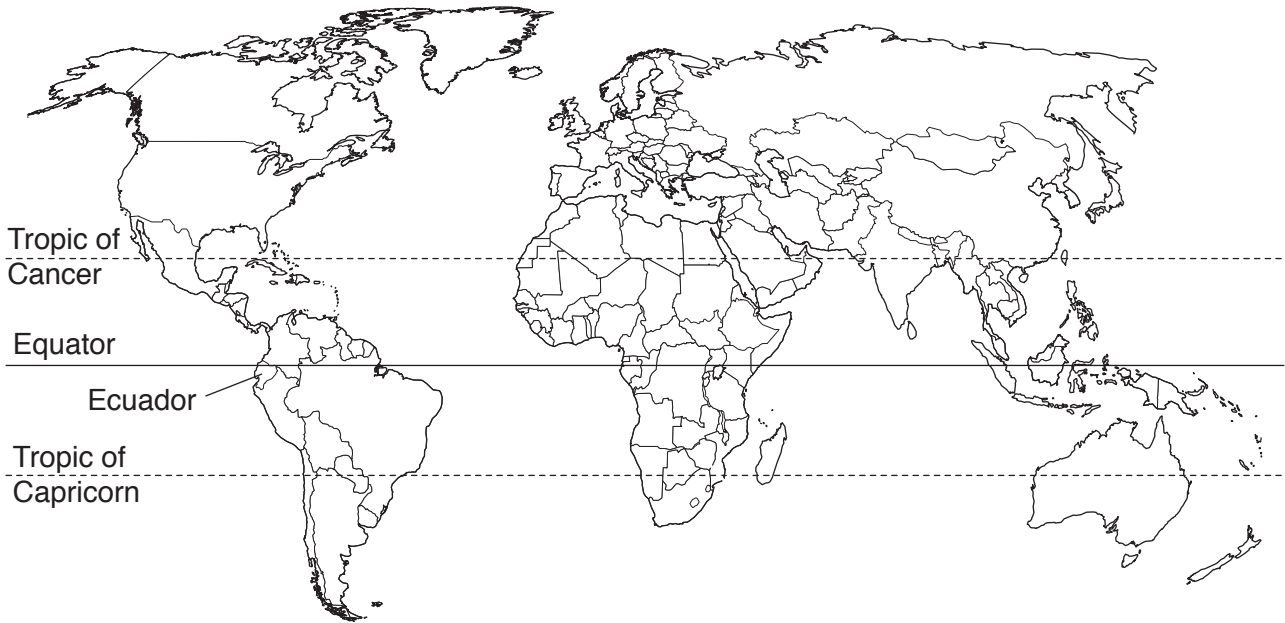 Tropic of
Cancer
Equator
Ecuador
Tropic of
Capricorn